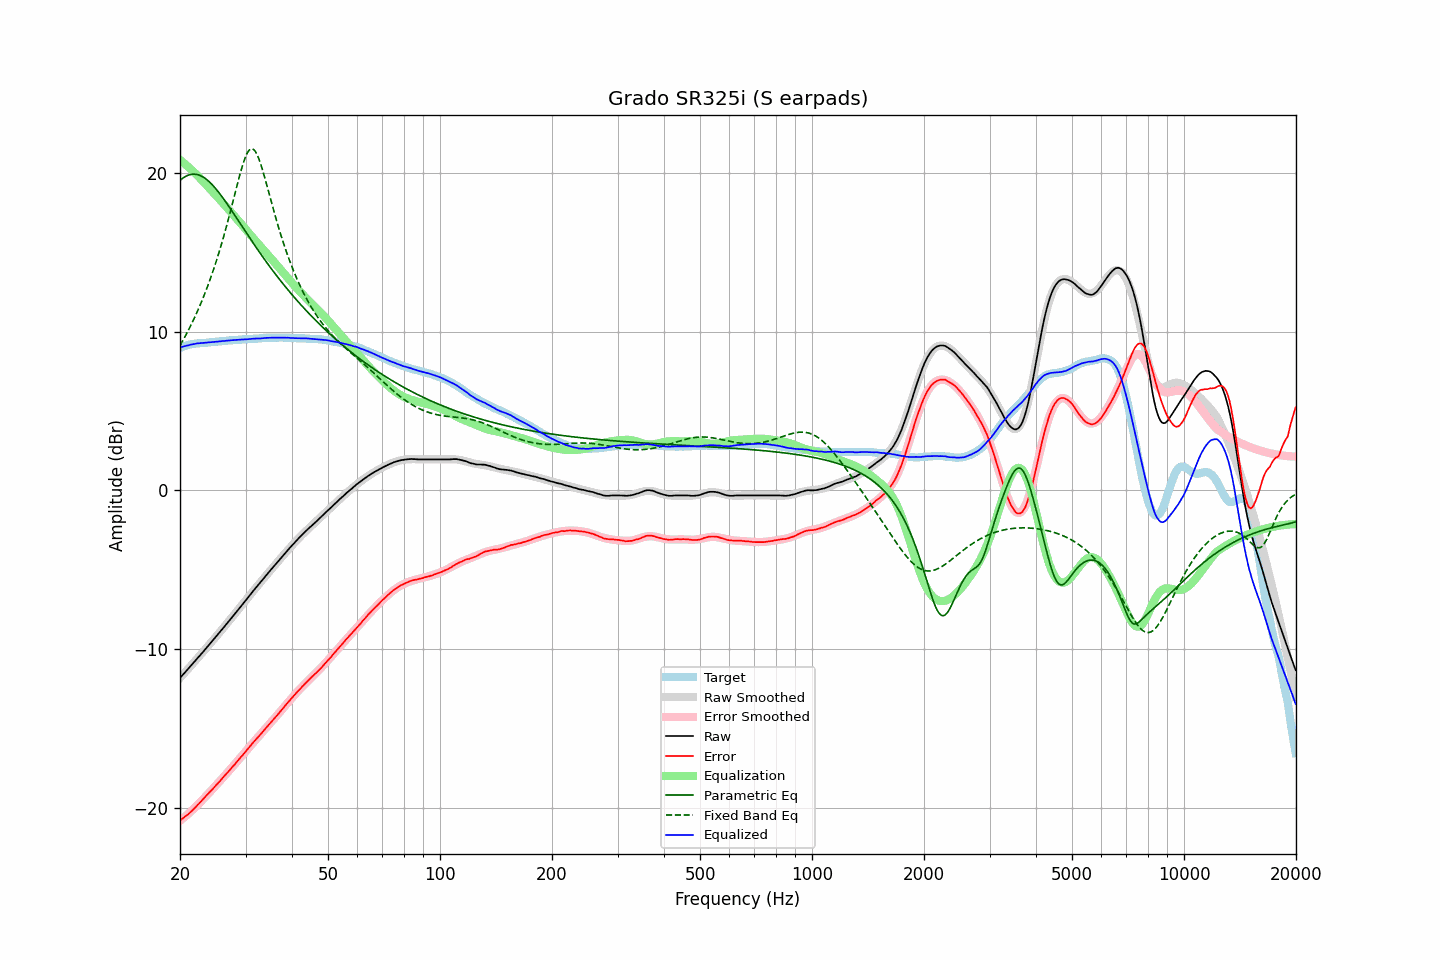 Grado SR325i (S earpads)
Amplitude (dBr)
20
10
0
−10
−20
Target
Raw Smoothed
Error Smoothed
Raw
Error
Equalization
Parametric Eq
Fixed Band Eq
Equalized
20 50 100 200 500 1000 2000 5000 10000 20000
Frequency (Hz)